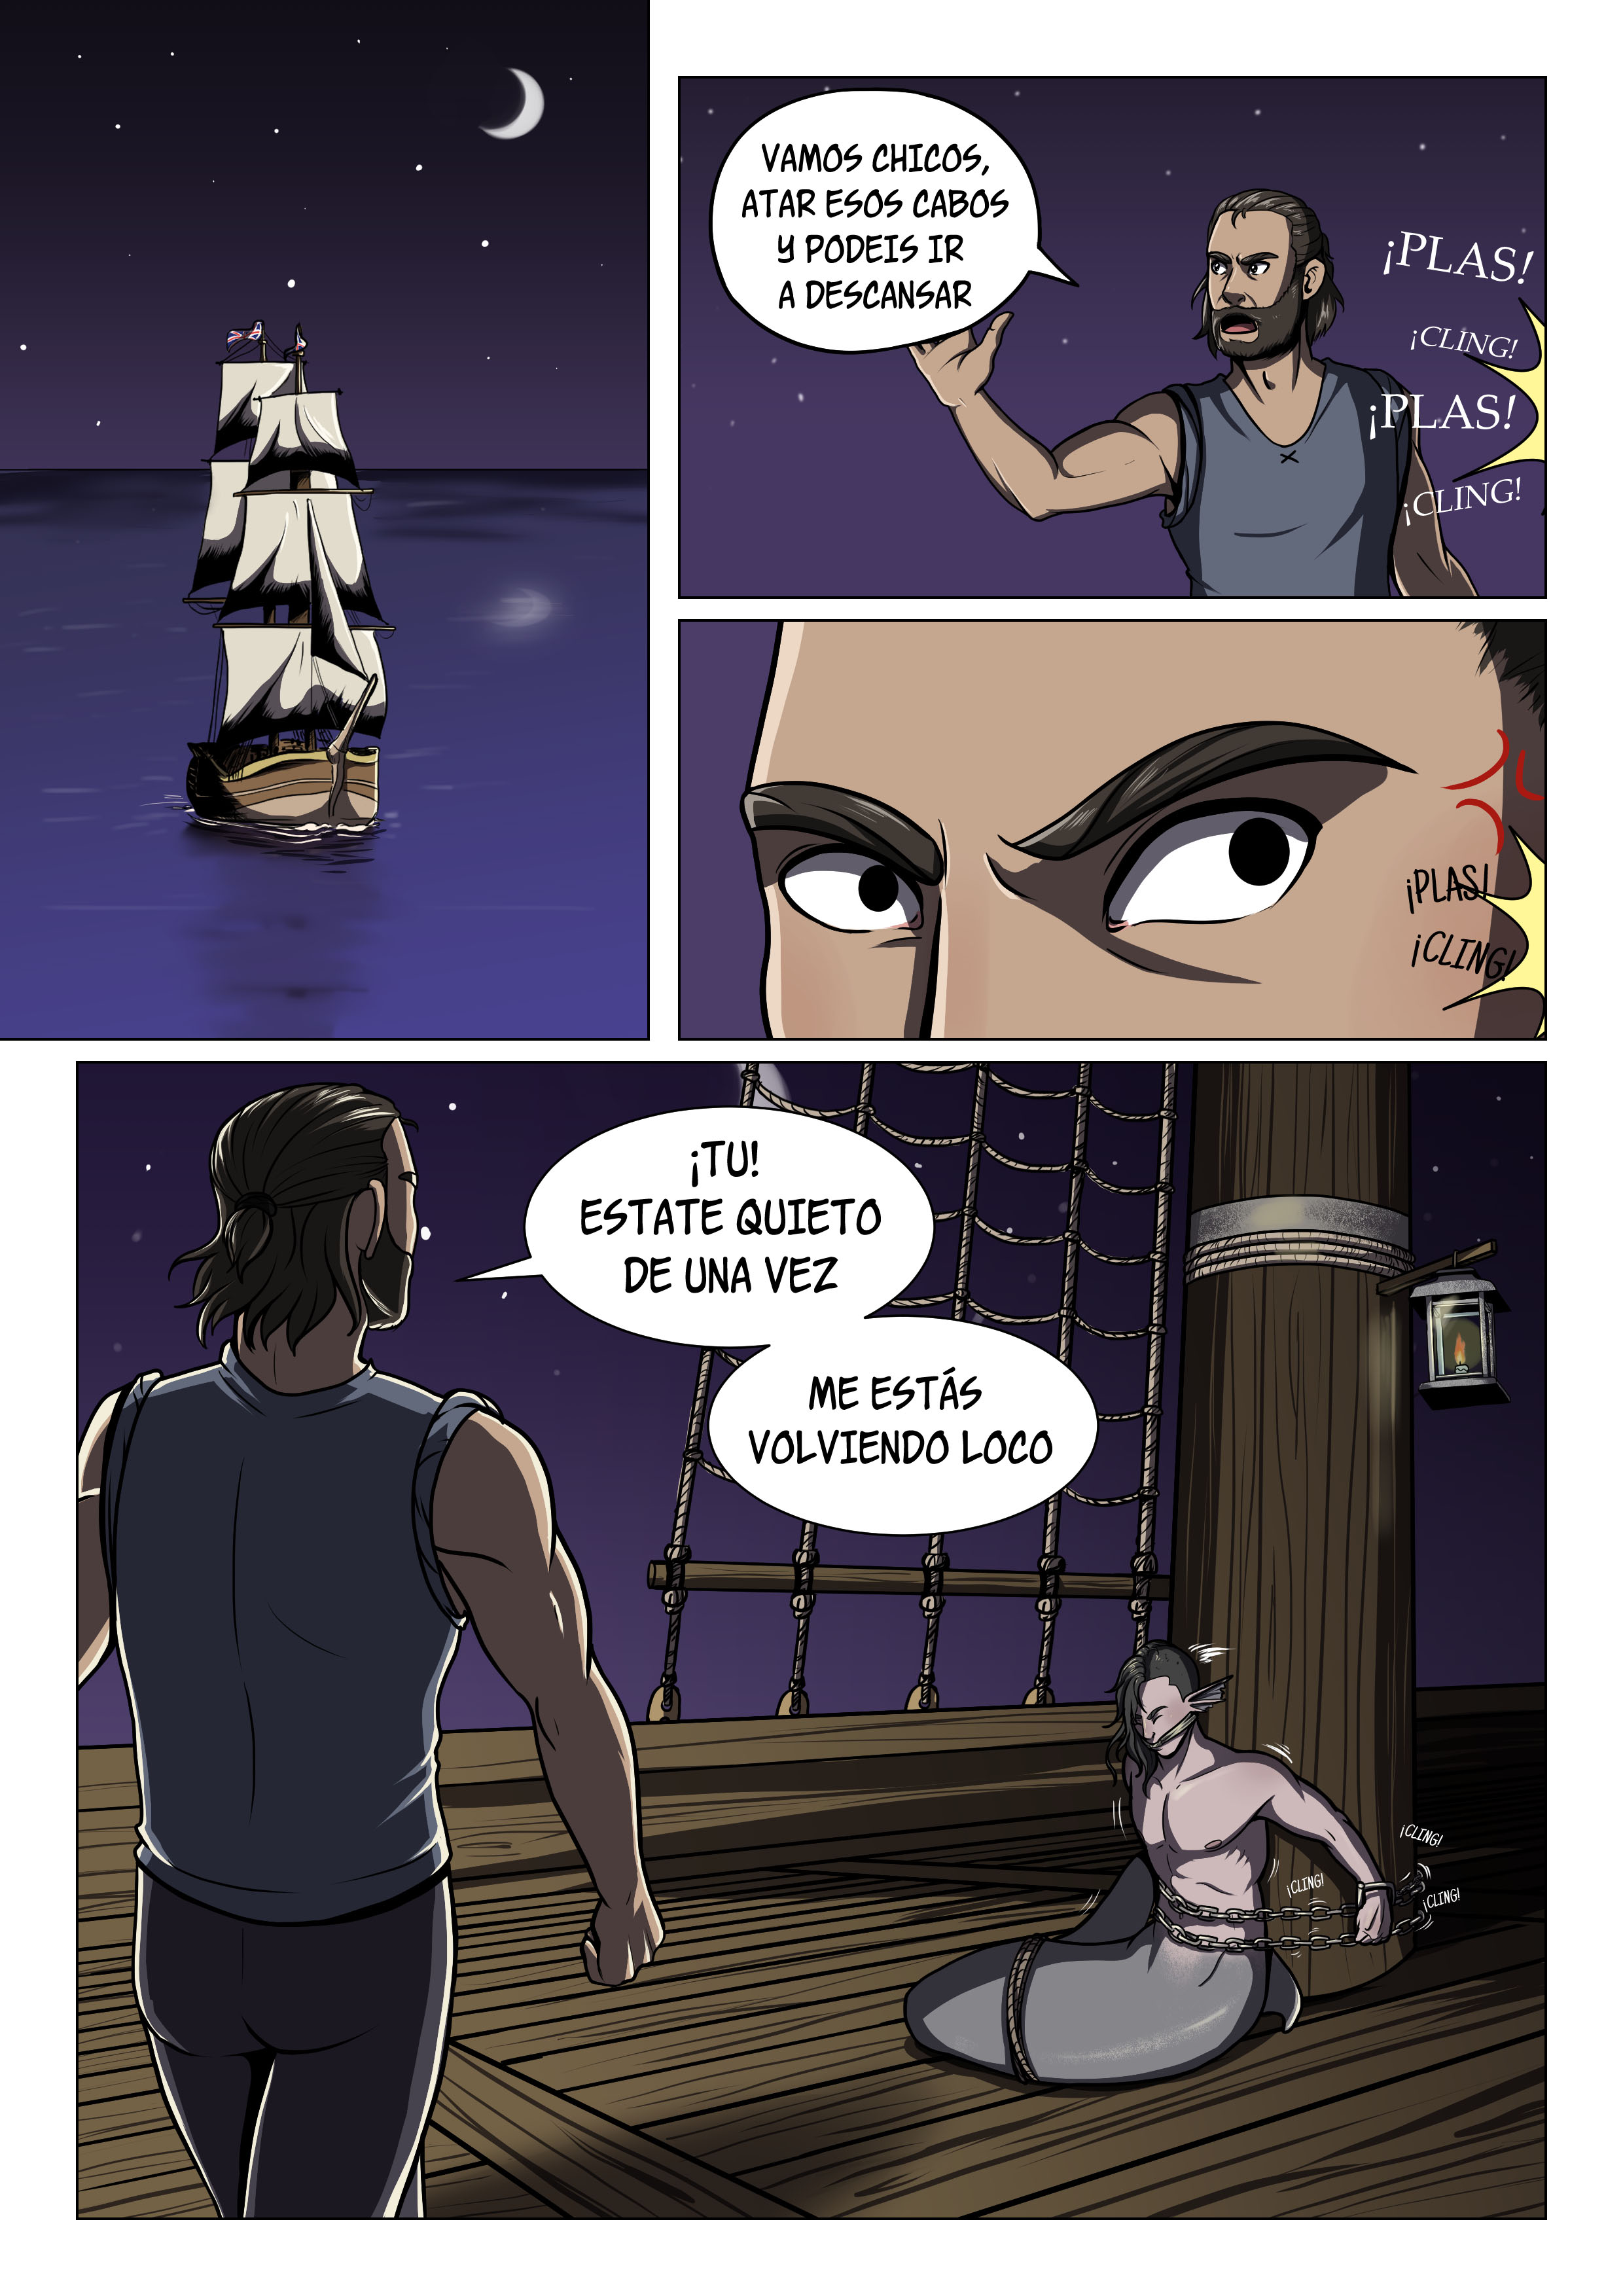 VAMOS CHICOS,
ATAR ESOS CABOS
Y PODEIS IR
A DESCANSAR
¡PLAS!
¡CLING!
¡PLAS!
¡CLING!
¡PLAS!
¡CLING!
¡TU!
ESTATE QUIETO
DE UNA VEZ
ME ESTÁS
VOLVIENDO LOCO
¡CLING!
¡CLING!
¡CLING!